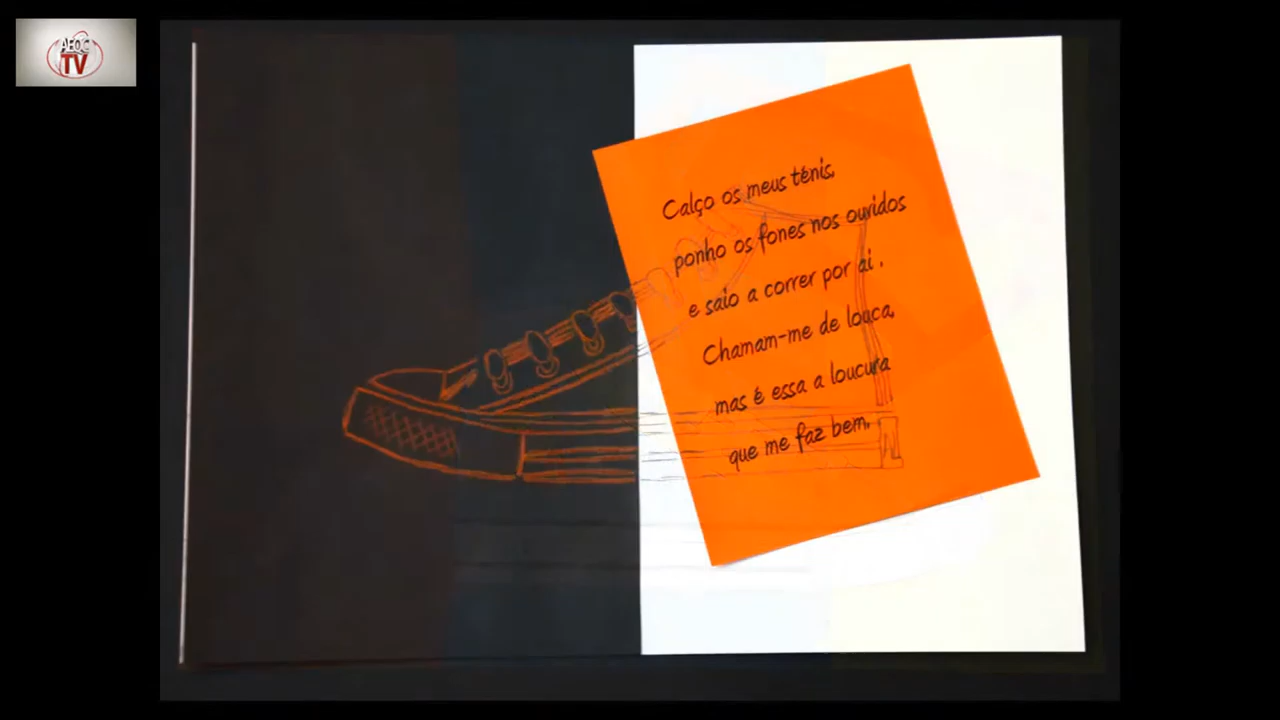 AEQC
TV
Calço os meus ténis,
ponho os fones nos ouvidos
e saio a correr por aí .
Chamam-me de louca,
mas é essa a loucura
que me faz bem.